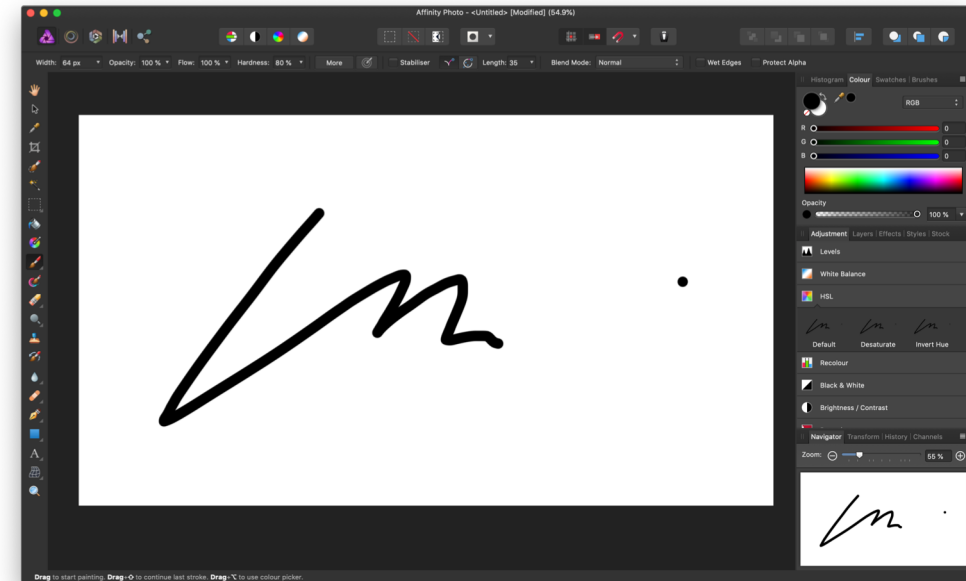 Affinity Photo - <Untitled> [Modified] (54.9%)
Width: 64 px Opacity: 100 % Flow: 100 % Hardness: 80 % More Stabiliser Length: 35 Blend Mode: Normal Wet Edges Protect Alpha
Histogram Colour Swatches Brushes
RGB
R 0
G 0
B 0
Opacity
100 %
Adjustment Layers Effects Styles Stock
Levels
White Balance
HSL
Default Desaturate Invert Hue
Recolour
Black & White
Brightness / Contrast
Navigator Transform History Channels
Zoom: 55 %
A
Drag to start painting. Drag-⇧ to continue last stroke. Drag-⌥ to use colour picker.